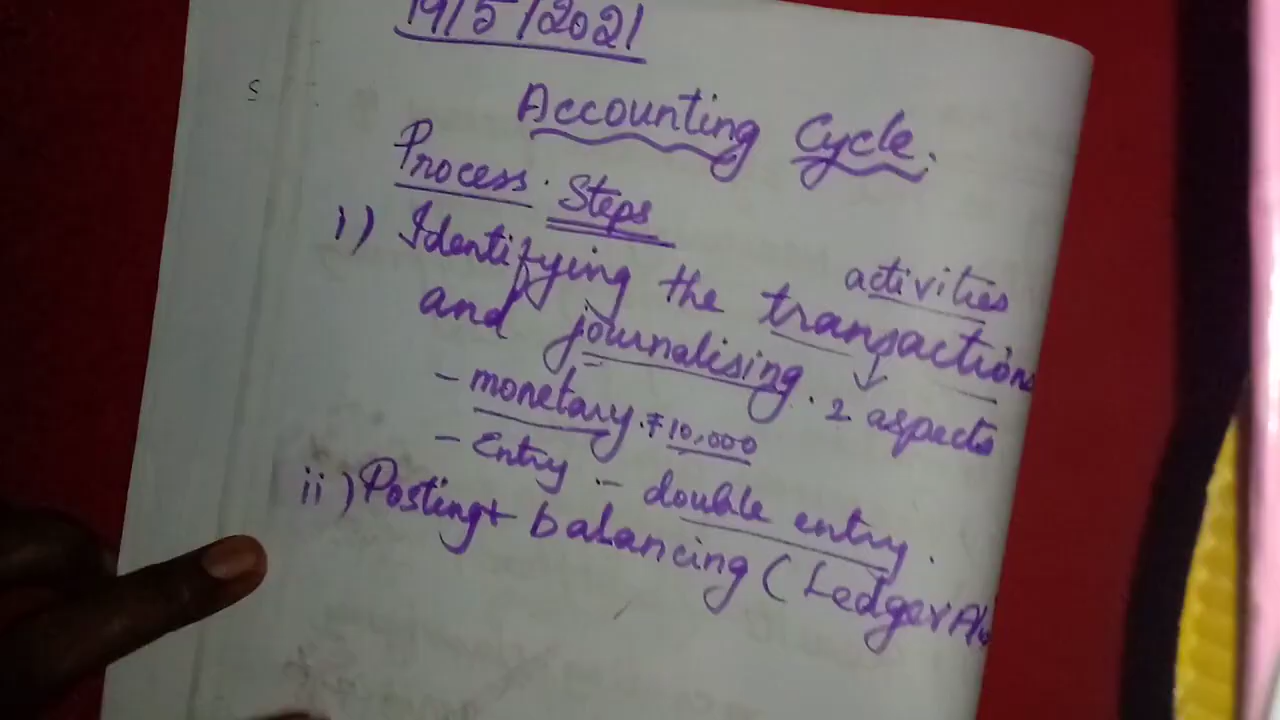 19/5/2021
Accounting Cycle.
Process Steps
i) Identifying the transactions
activities
and journalising. 2 aspects
- monetary. ₹10,000
- Entry :- double entry.
ii) Posting + balancing (Ledger A/c